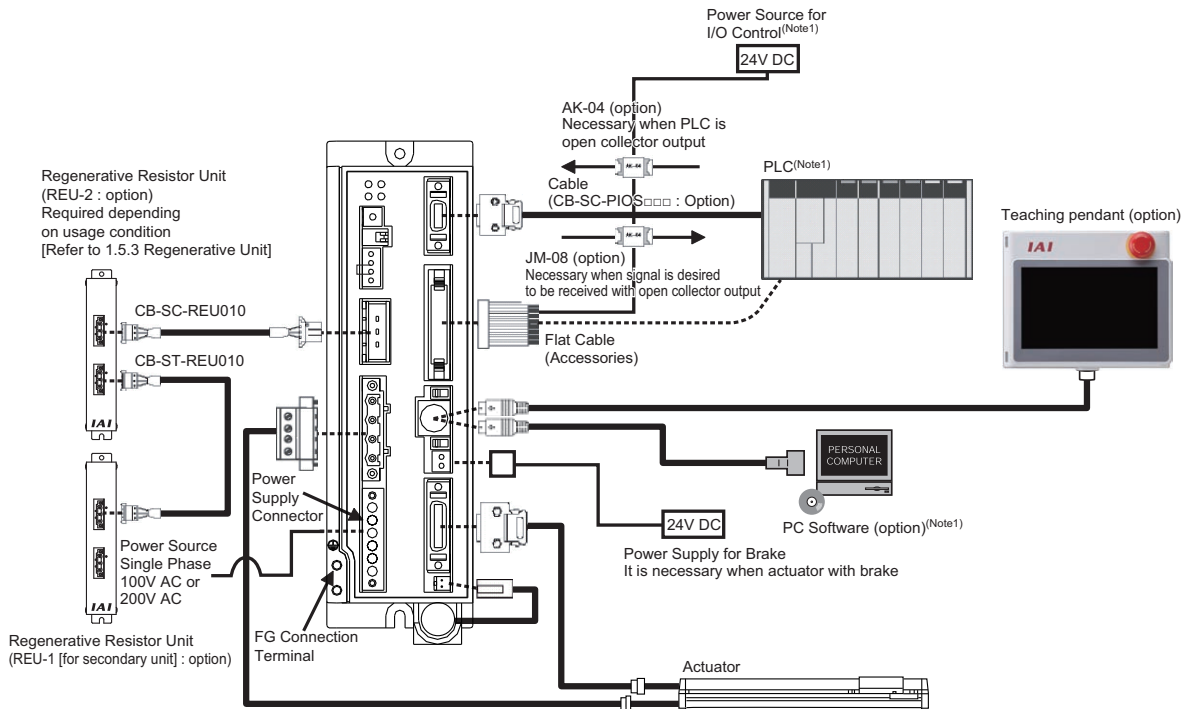 Power Source for
I/O Control(Note1)
24V DC
AK-04 (option)
Necessary when PLC is
open collector output
AK-04
Cable
(CB-SC-PIOS□□□ : Option)
PLC(Note1)
AK-04
JM-08 (option)
Necessary when signal is desired
to be received with open collector output
Flat Cable
(Accessories)
Teaching pendant (option)
IAI
Regenerative Resistor Unit
(REU-2 : option)
Required depending
on usage condition
[Refer to 1.5.3 Regenerative Unit]
CB-SC-REU010
CB-ST-REU010
IAI
PERSONAL
COMPUTER
PC Software (option)(Note1)
Power
Supply
Connector
24V DC
Power Supply for Brake
It is necessary when actuator with brake
Power Source
Single Phase
100V AC or
200V AC
IAI
Regenerative Resistor Unit
(REU-1 [for secondary unit] : option)
FG Connection
Terminal
Actuator